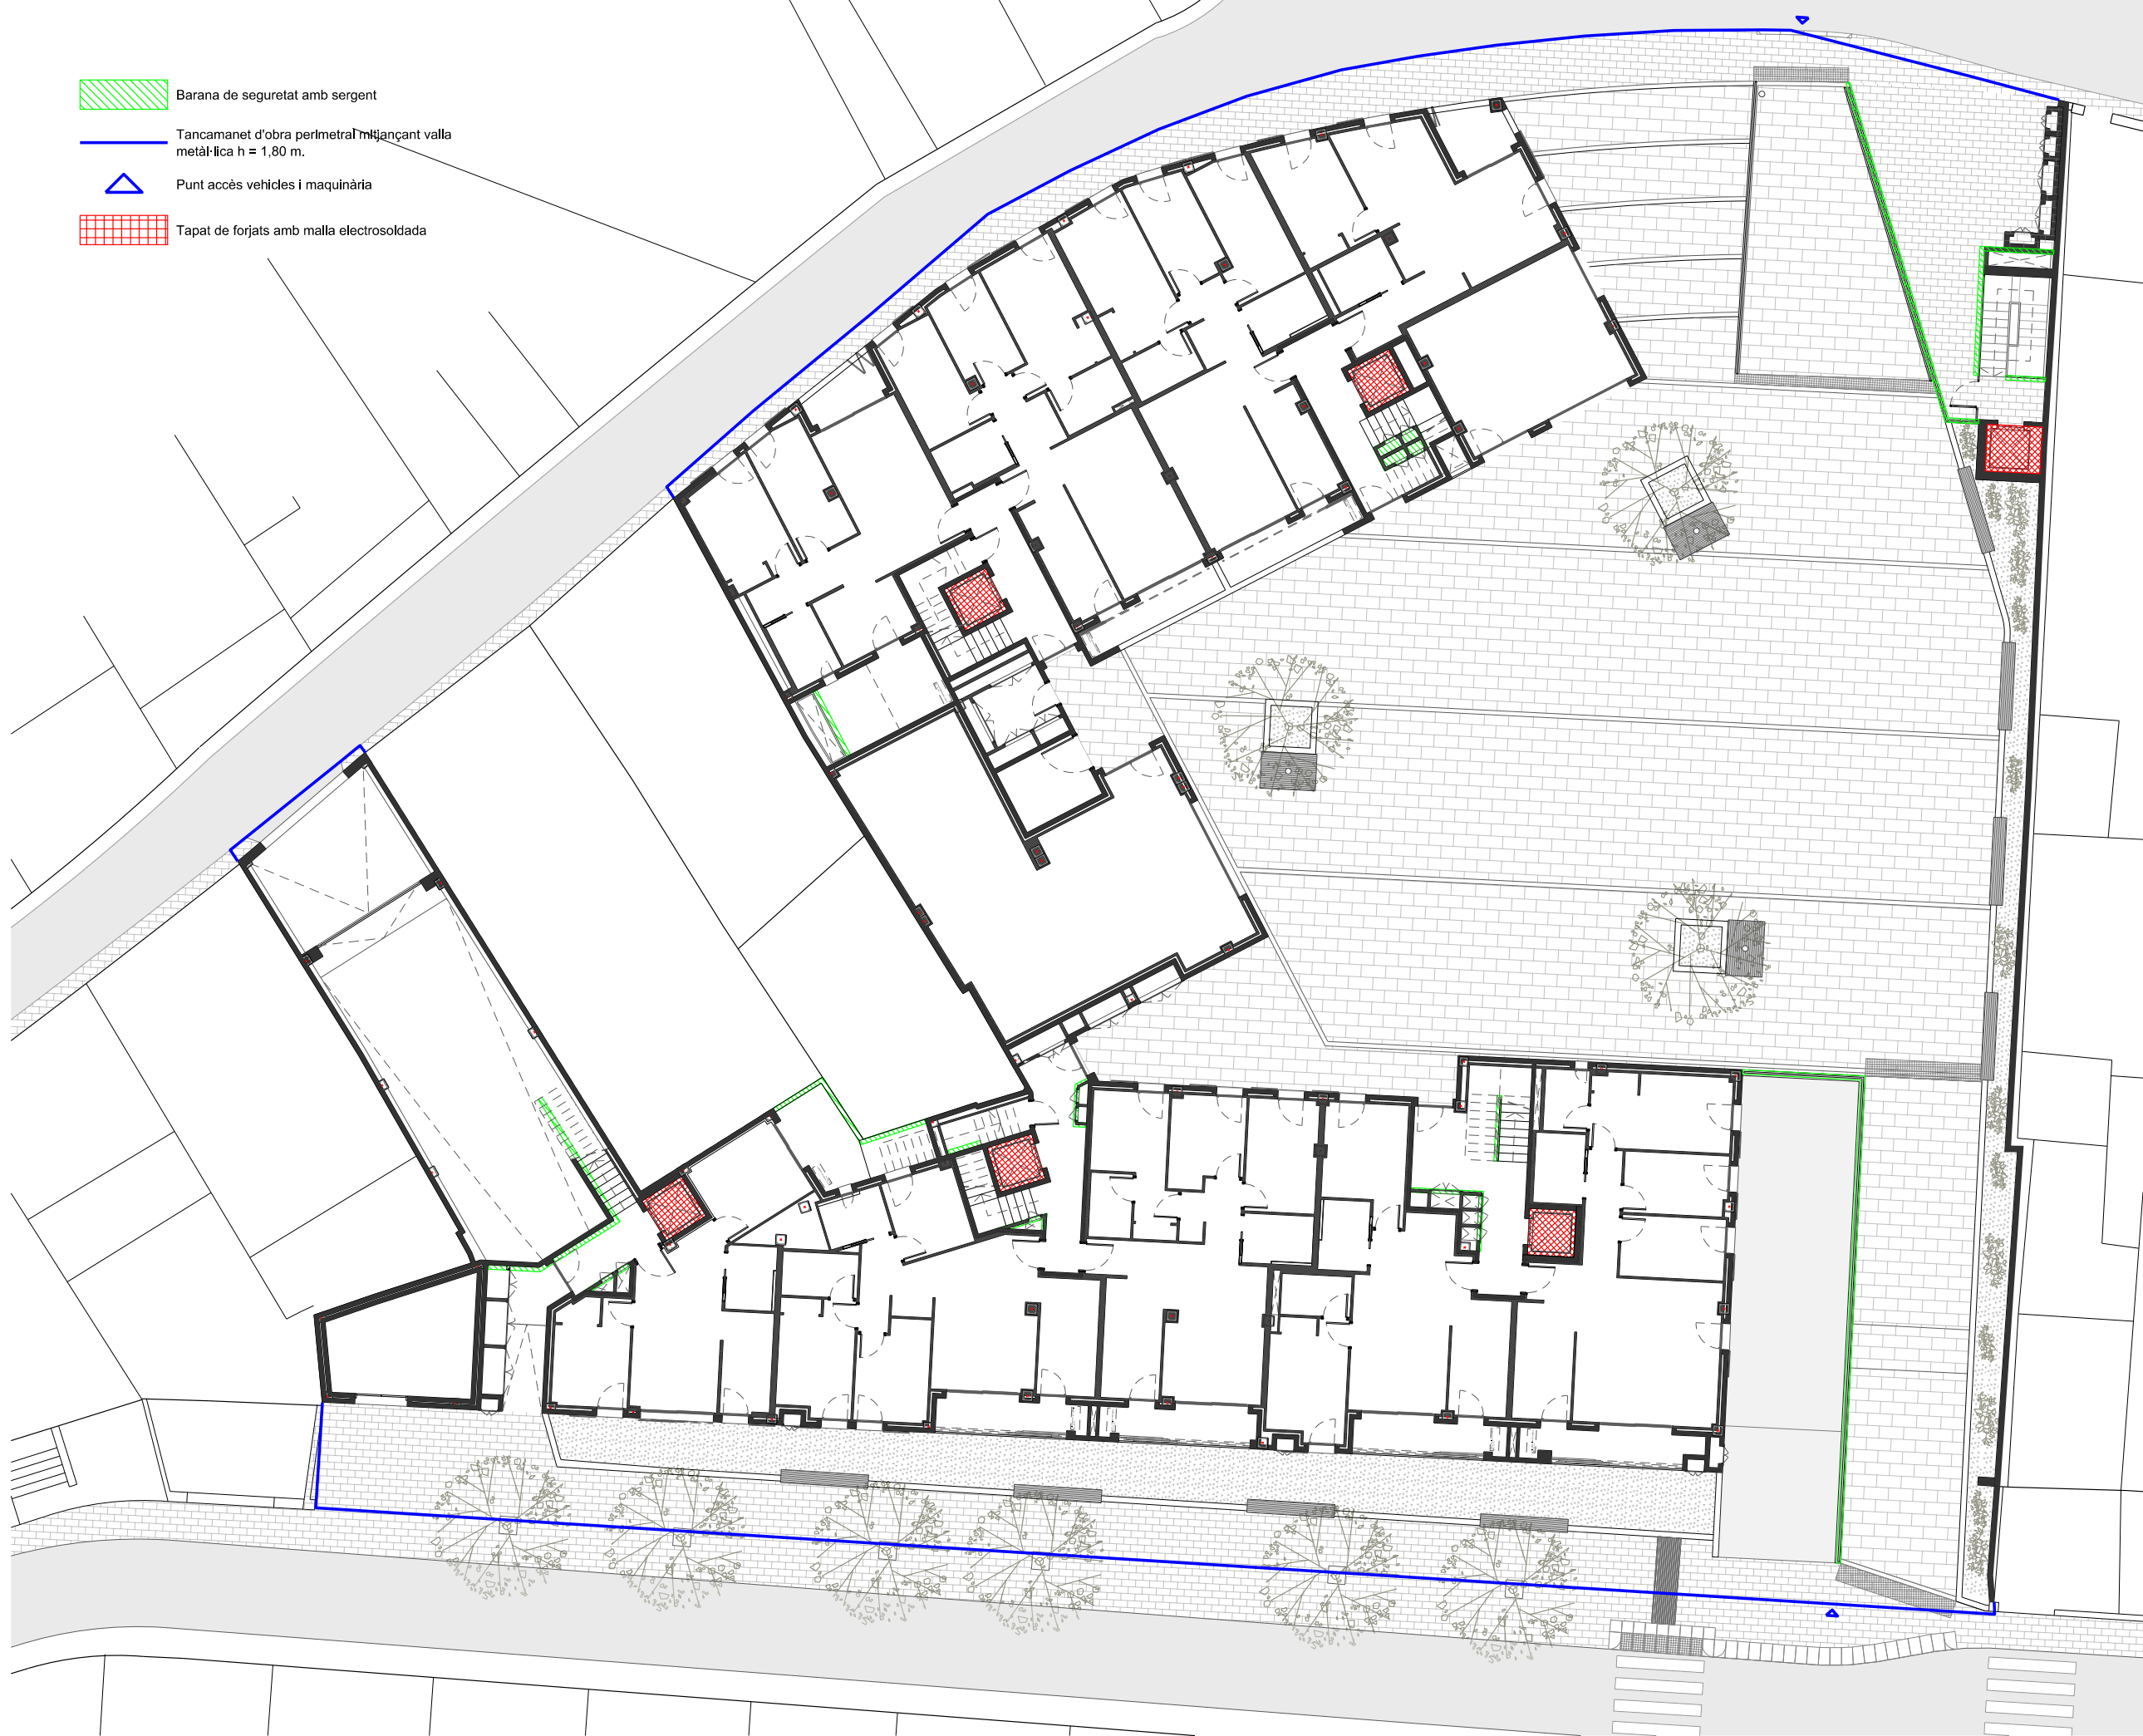 Barana de seguretat amb sergent
Tancamanet d'obra perimetral mitjançant valla
metàl·lica h = 1,80 m.
Punt accès vehicles i maquinària
Tapat de forjats amb malla electrosoldada